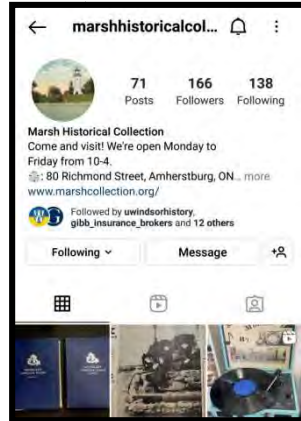 marshhistoricalcol...
71 166 138
Posts Followers Following
Marsh Historical Collection
Come and visit! We're open Monday to
Friday from 10-4.
: 80 Richmond Street, Amherstburg, ON... more
www.marshcollection.org/
Followed by uwindsorhistory,
gibb_insurance_brokers and 12 others
Following Message